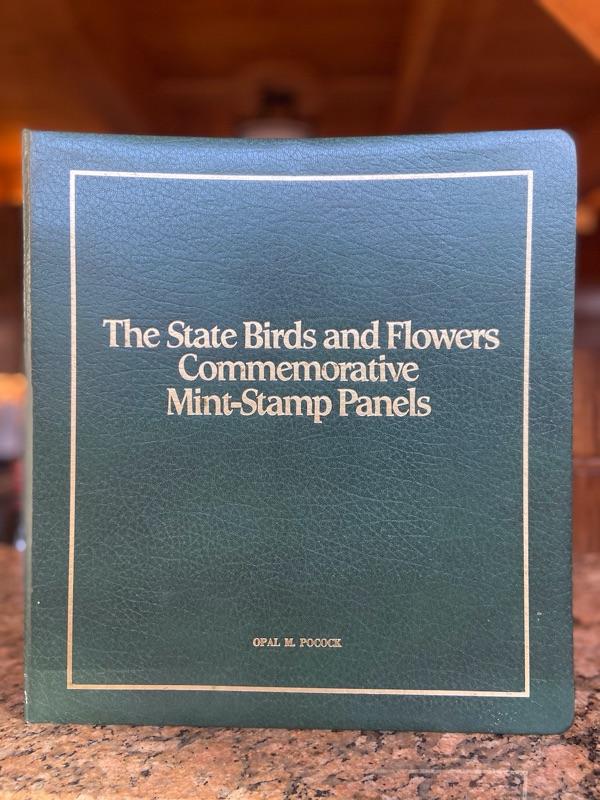 The State Birds and Flowers
Commemorative
Mint-Stamp Panels
OPAL M. POCOCK